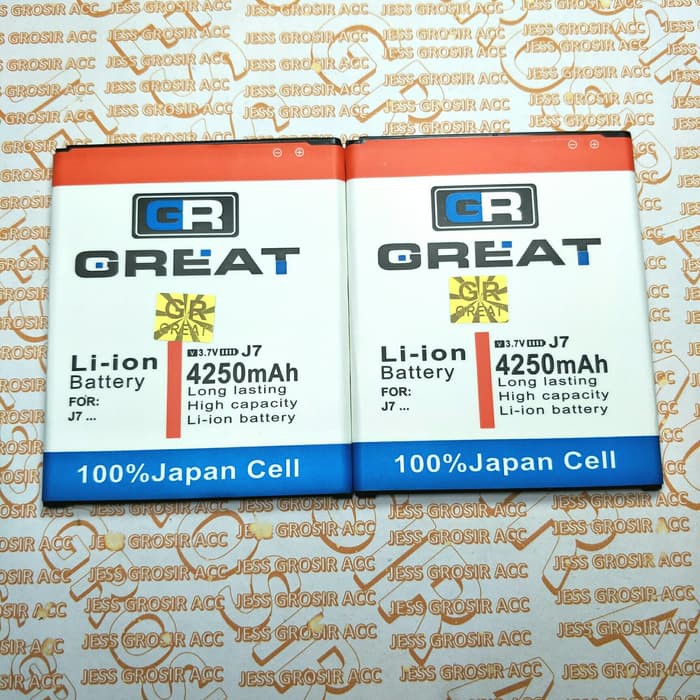 GR
GREAT
GR
GREAT
Li-ion
Battery
FOR:
J7 ...
V 3.7V J7
4250mAh
Long lasting
High capacity
Li-ion battery
100%Japan Cell
GR
GREAT
GR
GREAT
Li-ion
Battery
FOR:
J7 ...
V 3.7V J7
4250mAh
Long lasting
High capacity
Li-ion battery
100%Japan Cell
JESS GROSIR ACC